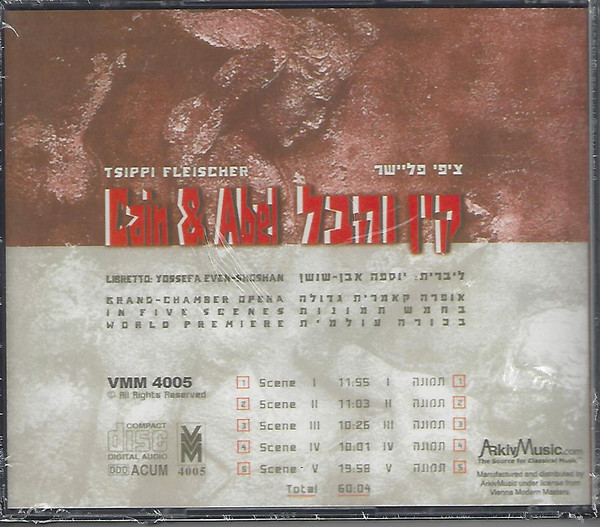 TSIPPI FLEISCHER ציפי פליישר
Cain & Abel קין והבל
LIBRETTO: YOSSEFA EVEN-SHOSHAN ליברית: יוספה אבן-שושן
GRAND-CHAMBER OPERA אופרה קאמרית גדולה
IN FIVE SCENES בחמש תמונות
WORLD PREMIERE בכורה עולמית
VMM 4005
© All Rights Reserved
1 Scene I 11:55 I תמונה 1
2 Scene II 11:03 II תמונה 2
3 Scene III 10:26 III תמונה 3
4 Scene IV 10:01 IV תמונה 4
5 Scene V 19:58 V תמונה 5
Total 60:04
COMPACT
disc
DIGITAL AUDIO
DDD ACUM
VMM
4005
ArkivMusic.com
The Source for Classical Music
Manufactured and distributed by
ArkivMusic under license from
Vienna Modern Masters